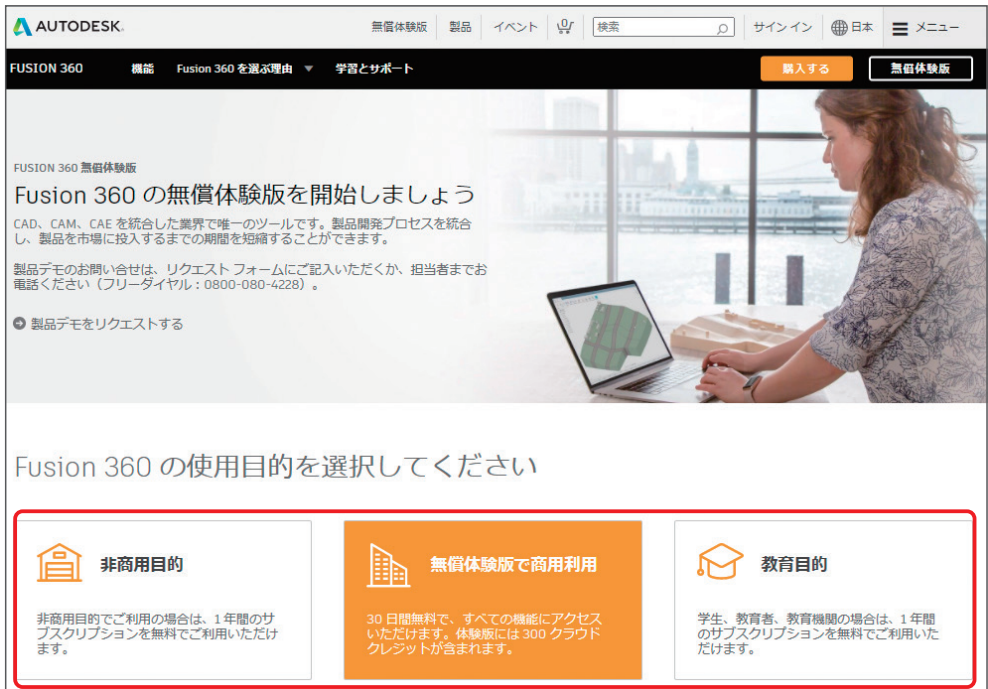 AUTODESK.
無償体験版 製品 イベント 0 検索 サインイン 日本 メニュー
FUSION 360 機能 Fusion 360 を選ぶ理由 ▼ 学習とサポート 購入する 無償体験版
FUSION 360 無償体験版
Fusion 360 の無償体験版を開始しましょう
CAD、CAM、CAE を統合した業界で唯一のツールです。製品開発プロセスを統合
し、製品を市場に投入するまでの期間を短縮することができます。
製品デモのお問い合せは、リクエスト フォームにご記入いただくか、担当者までお
電話ください（フリーダイヤル：0800-080-4228）。
製品デモをリクエストする
Fusion 360 の使用目的を選択してください
非商用目的
非商用目的でご利用の場合は、1 年間のサ
ブスクリプションを無料でご利用いただけ
ます。
無償体験版で商用利用
30 日間無料で、すべての機能にアクセス
いただけます。体験版には 300 クラウド
クレジットが含まれます。
教育目的
学生、教育者、教育機関の場合は、1 年間
のサブスクリプションを無料でご利用いた
だけます。